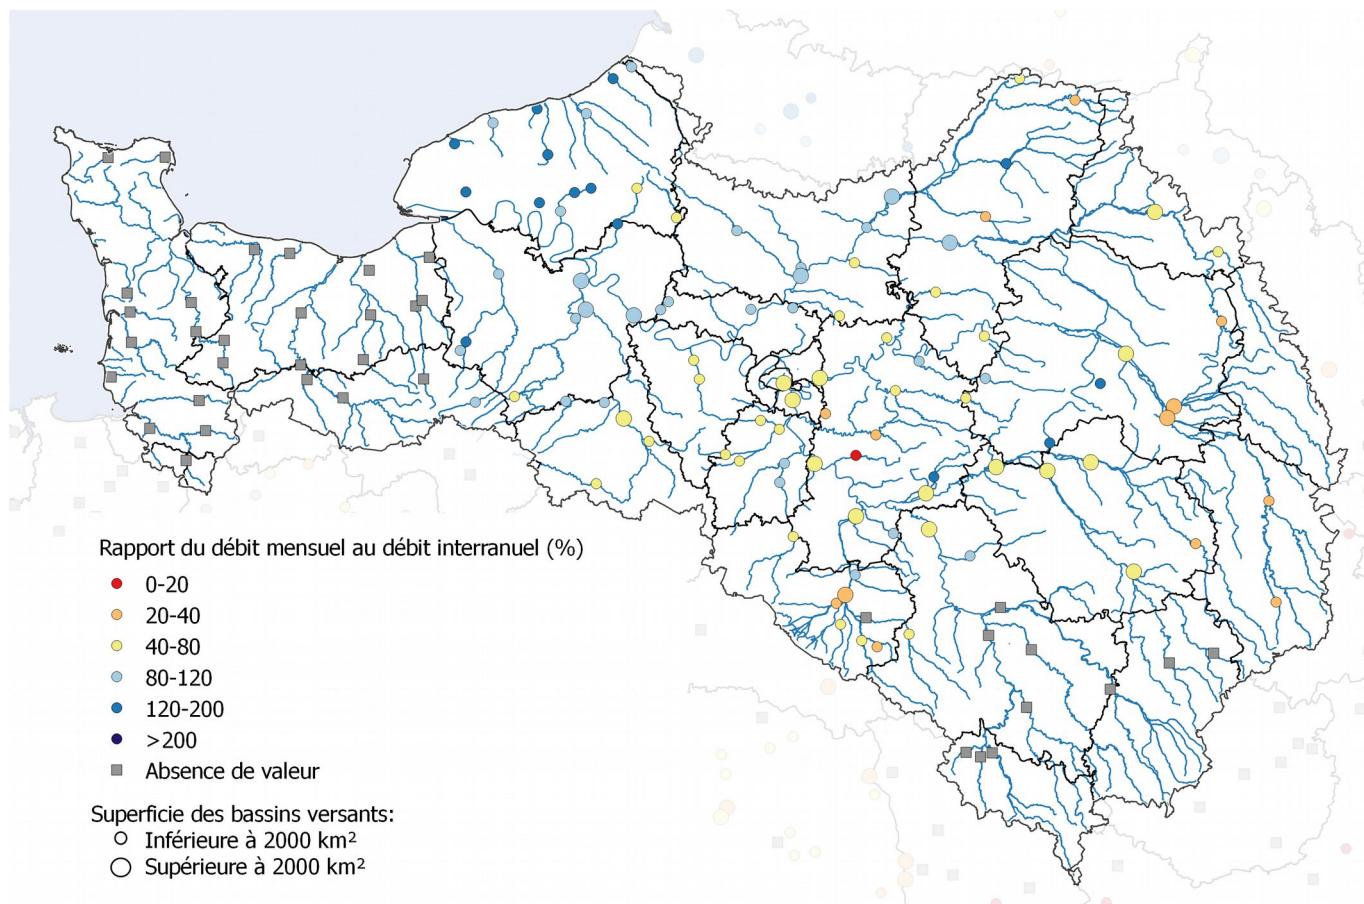 Rapport du débit mensuel au débit interranuel (%)
0-20
20-40
40-80
80-120
120-200
>200
Absence de valeur
Superficie des bassins versants:
Inférieure à 2000 km²
Supérieure à 2000 km²